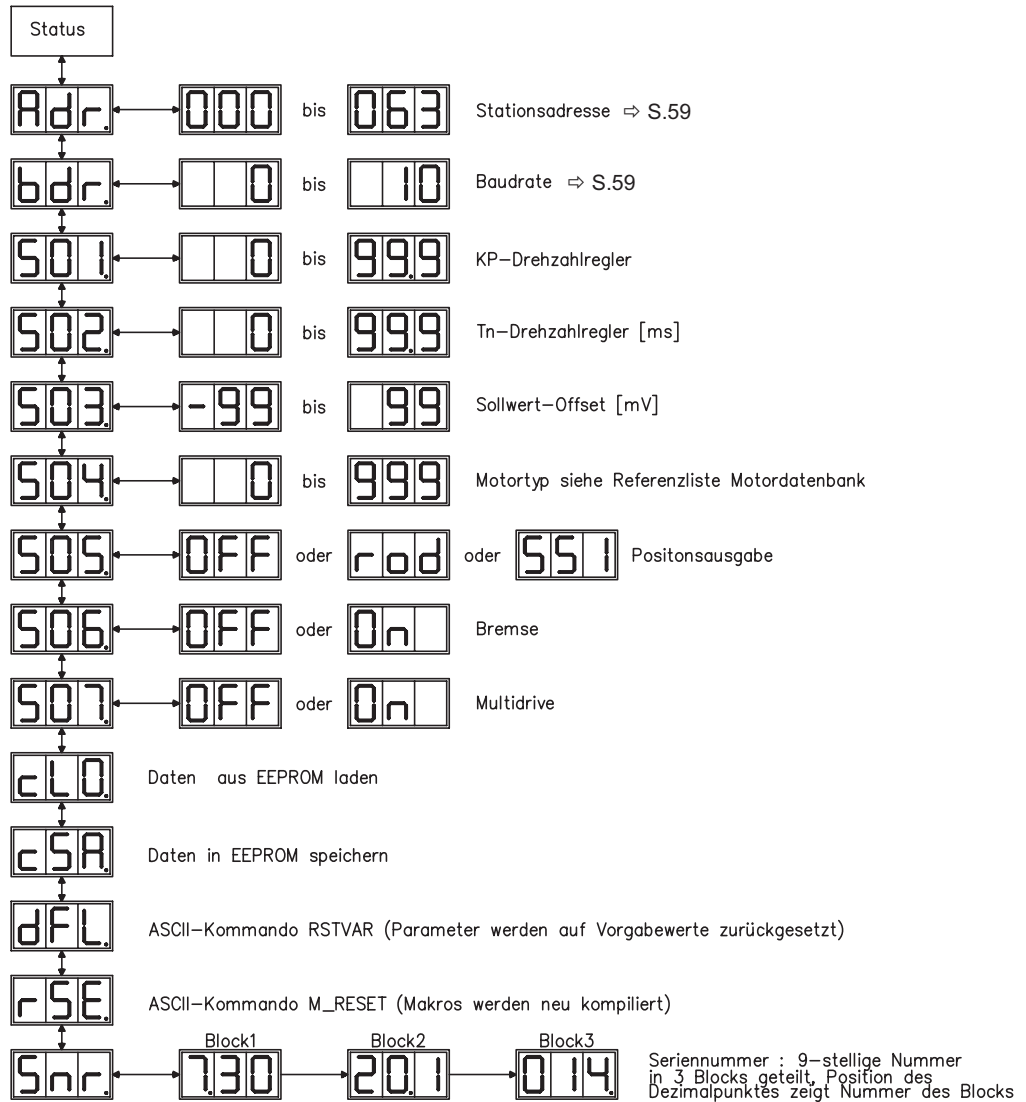 Status
Adr. 000 bis 063 Stationsadresse ⇨ S.59
bdr. 0 bis 10 Baudrate ⇨ S.59
S01. 0 bis 99.9 KP-Drehzahlregler
S02. 0 bis 99.9 Tn-Drehzahlregler [ms]
S03. -99 bis 99 Sollwert-Offset [mV]
S04. 0 bis 999 Motortyp siehe Referenzliste Motordatenbank
S05. OFF oder rod oder SSI Positonsausgabe
S06. OFF oder On Bremse
S07. OFF oder On Multidrive
cLO. Daten aus EEPROM laden
cSA. Daten in EEPROM speichern
dFL. ASCII-Kommando RSTVAR (Parameter werden auf Vorgabewerte zurückgesetzt)
rSE. ASCII-Kommando M_RESET (Makros werden neu kompiliert)
Block1 Block2 Block3
Snr. 7.30 20.1 014. Seriennummer : 9-stellige Nummer
in 3 Blocks geteilt, Position des
Dezimalpunktes zeigt Nummer des Blocks